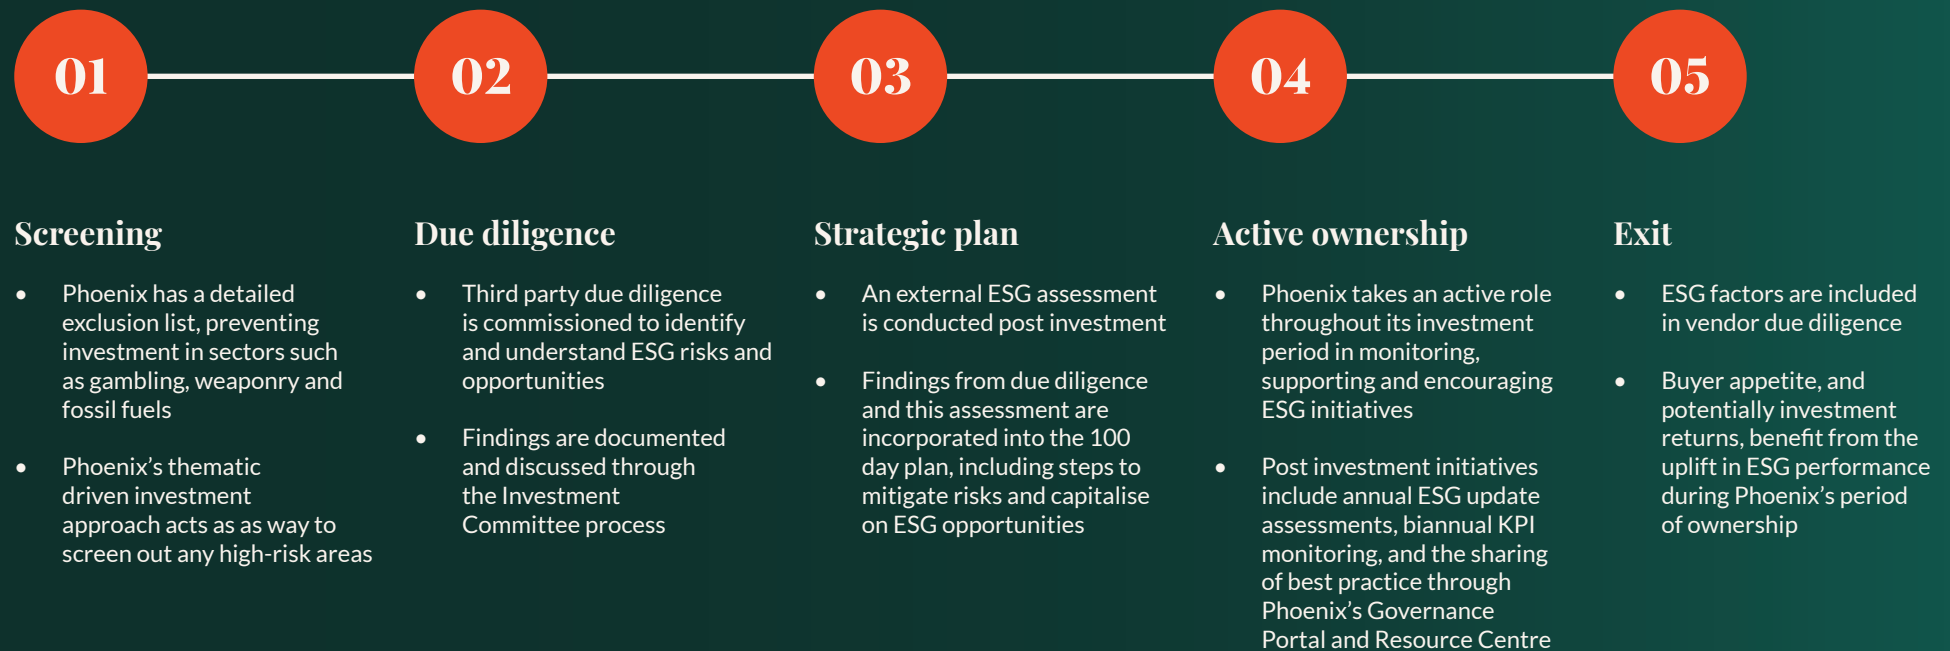 01
02
03
04
05
Screening
• Phoenix has a detailed
exclusion list, preventing
investment in sectors such
as gambling, weaponry and
fossil fuels
• Phoenix’s thematic
driven investment
approach acts as as way to
screen out any high-risk areas
Due diligence
• Third party due diligence
is commissioned to identify
and understand ESG risks and
opportunities
• Findings are documented
and discussed through
the Investment
Committee process
Strategic plan
• An external ESG assessment
is conducted post investment
• Findings from due diligence
and this assessment are
incorporated into the 100
day plan, including steps to
mitigate risks and capitalise
on ESG opportunities
Active ownership
• Phoenix takes an active role
throughout its investment
period in monitoring,
supporting and encouraging
ESG initiatives
• Post investment initiatives
include annual ESG update
assessments, biannual KPI
monitoring, and the sharing
of best practice through
Phoenix’s Governance
Portal and Resource Centre
Exit
• ESG factors are included
in vendor due diligence
• Buyer appetite, and
potentially investment
returns, benefit from the
uplift in ESG performance
during Phoenix’s period
of ownership